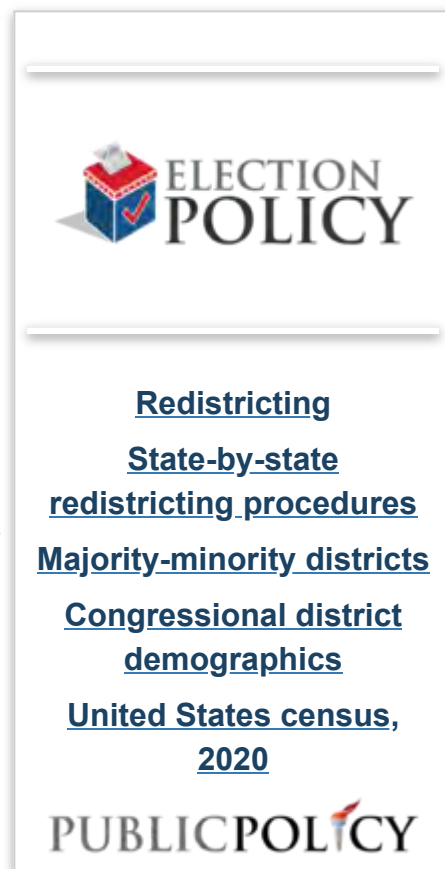 ELECTION
POLICY
Redistricting
State-by-state
redistricting procedures
Majority-minority districts
Congressional district
demographics
United States census,
2020
PUBLICPOLICY